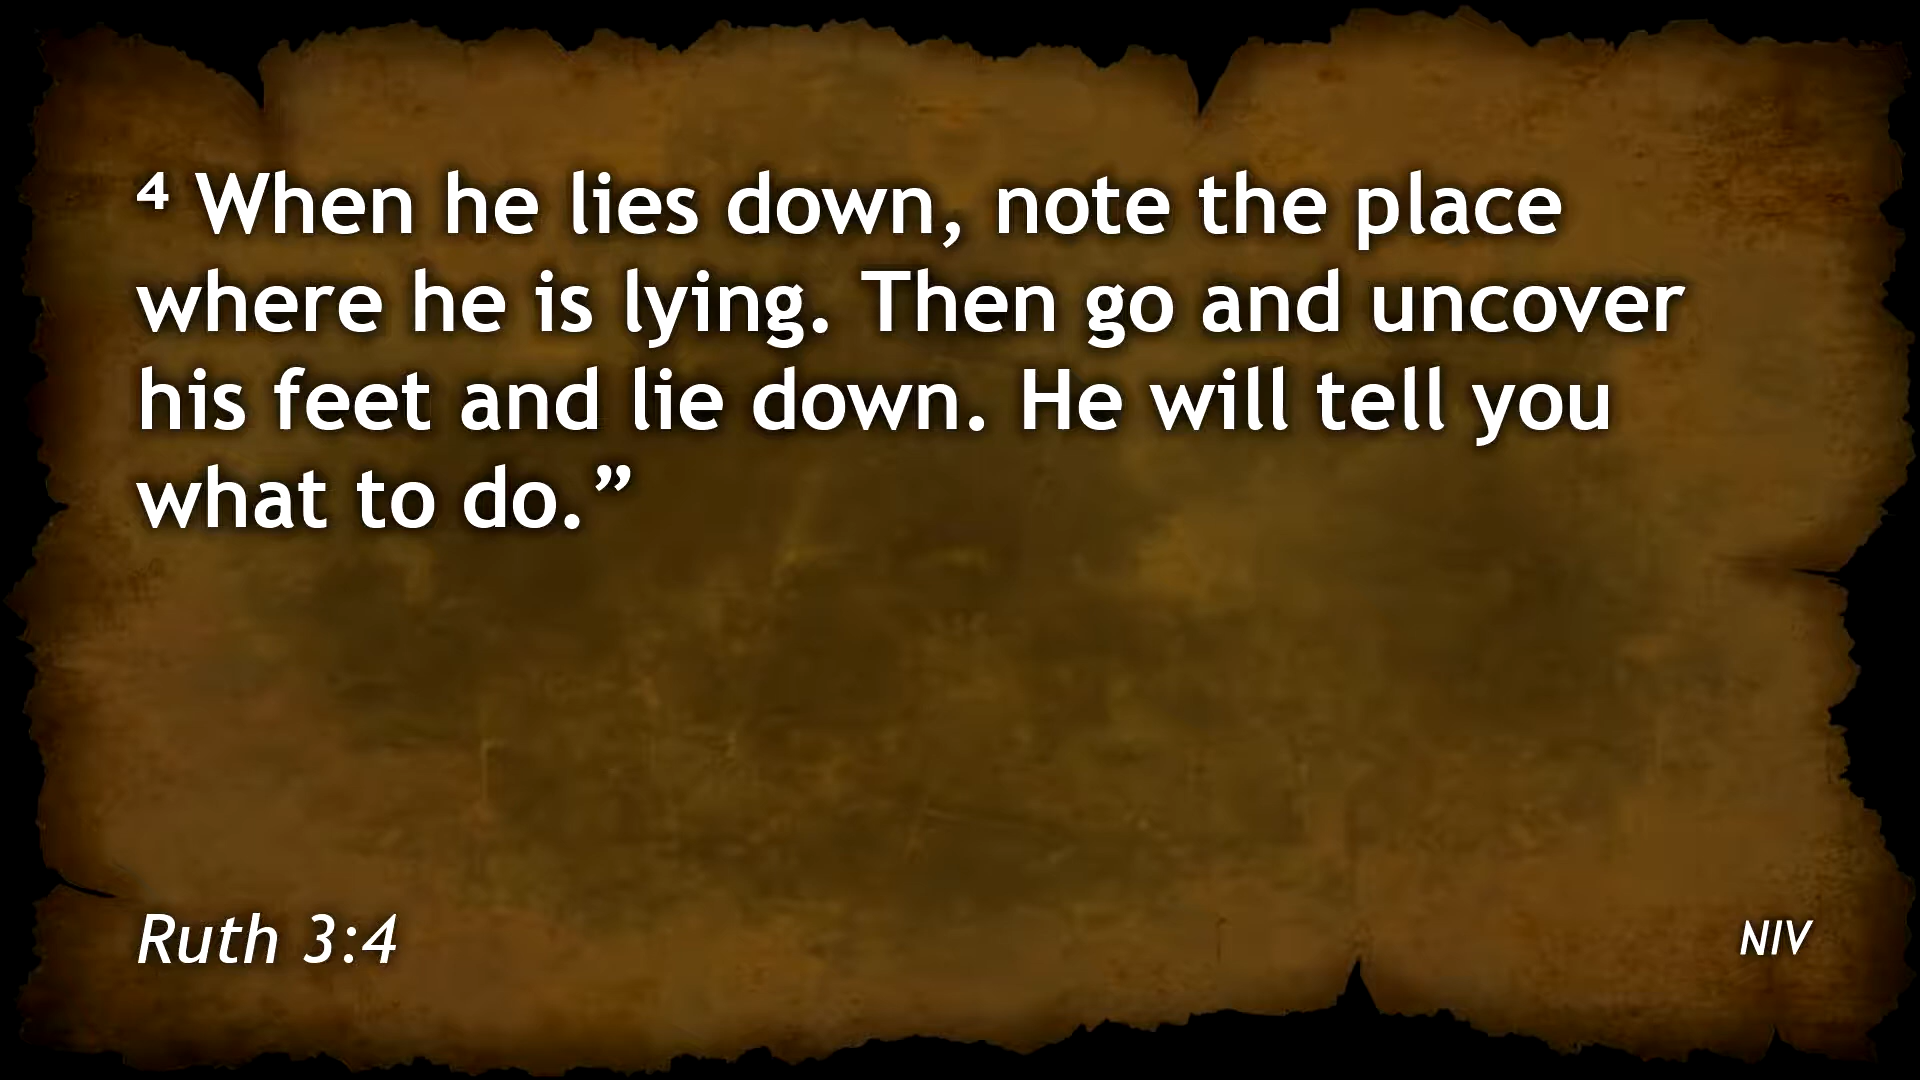 ⁴ When he lies down, note the place
where he is lying. Then go and uncover
his feet and lie down. He will tell you
what to do.”
Ruth 3:4
NIV